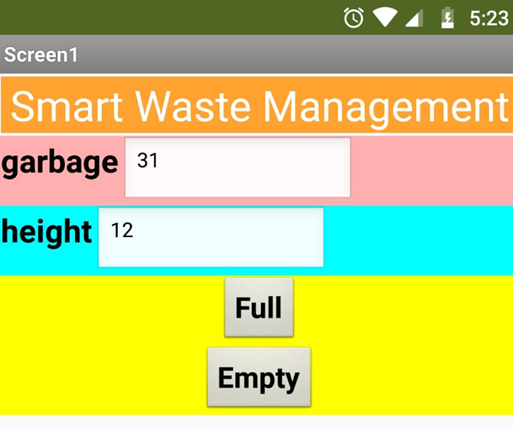 5:23
Screen1
Smart Waste Management
garbage 31
height 12
Full
Empty